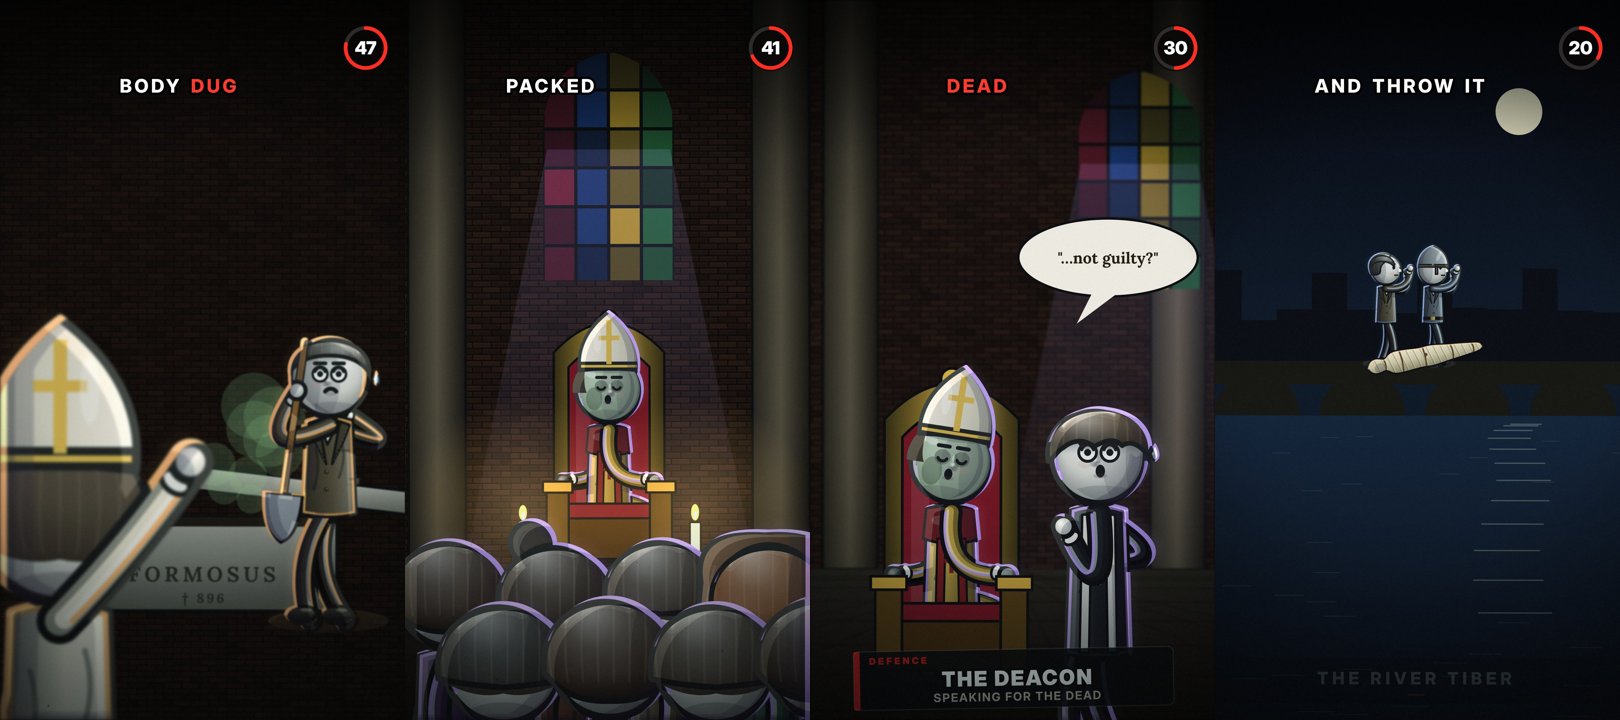 47
BODY DUG
FORMOSUS
† 896
41
PACKED
30
DEAD
"...not guilty?"
DEFENCE
THE DEACON
SPEAKING FOR THE DEAD
20
AND THROW IT
THE RIVER TIBER